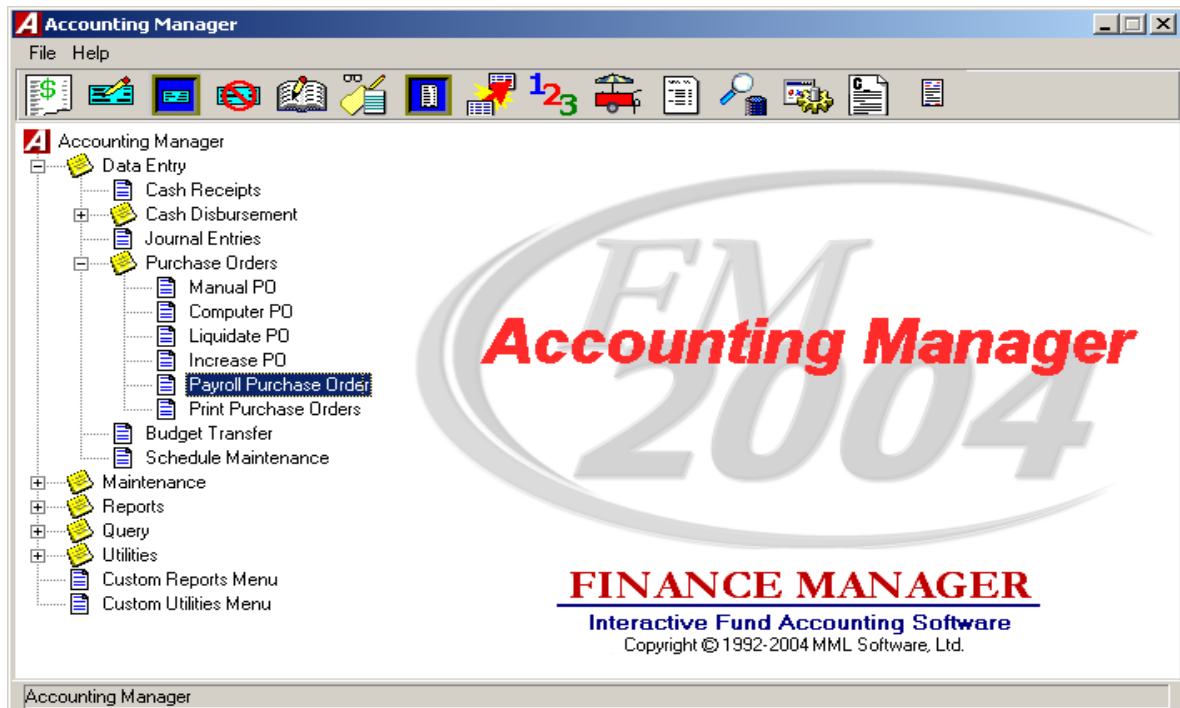 Accounting Manager
File Help
123
Accounting Manager
Data Entry
Cash Receipts
Cash Disbursement
Journal Entries
Purchase Orders
Manual PO
Computer PO
Liquidate PO
Increase PO
Payroll Purchase Order
Print Purchase Orders
Budget Transfer
Schedule Maintenance
Maintenance
Reports
Query
Utilities
Custom Reports Menu
Custom Utilities Menu
FM
Accounting Manager
2004
FINANCE MANAGER
Interactive Fund Accounting Software
Copyright © 1992-2004 MML Software, Ltd.
Accounting Manager